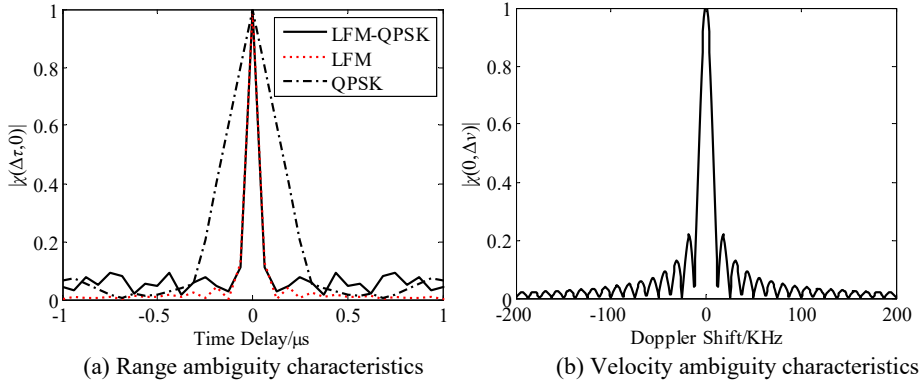 |χ(Δτ,0)|
1
0.8
0.6
0.4
0.2
0
-1
-0.5
0
0.5
1
Time Delay/μs
LFM-QPSK
LFM
QPSK
(a) Range ambiguity characteristics
|χ(0,Δν)|
1
0.8
0.6
0.4
0.2
0
-200
-100
0
100
200
Doppler Shift/KHz
(b) Velocity ambiguity characteristics